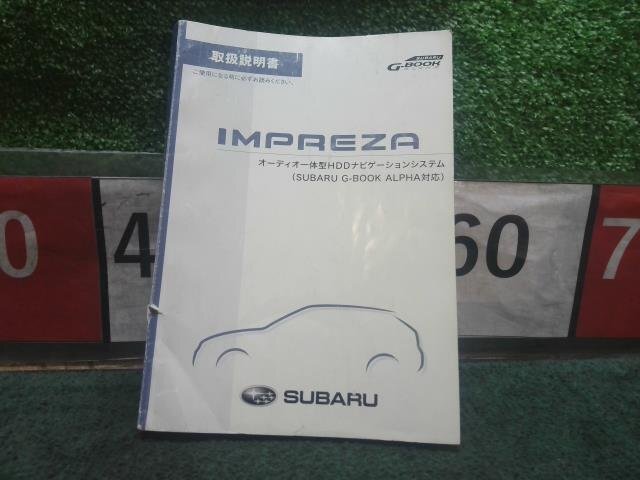 取扱説明書
ご使用になる前に必ずお読みください。
SUBARU
G-BOOK
IMPREZA
オーディオ一体型HDDナビゲーションシステム
(SUBARU G-BOOK ALPHA対応)
0
4
60
7
SUBARU